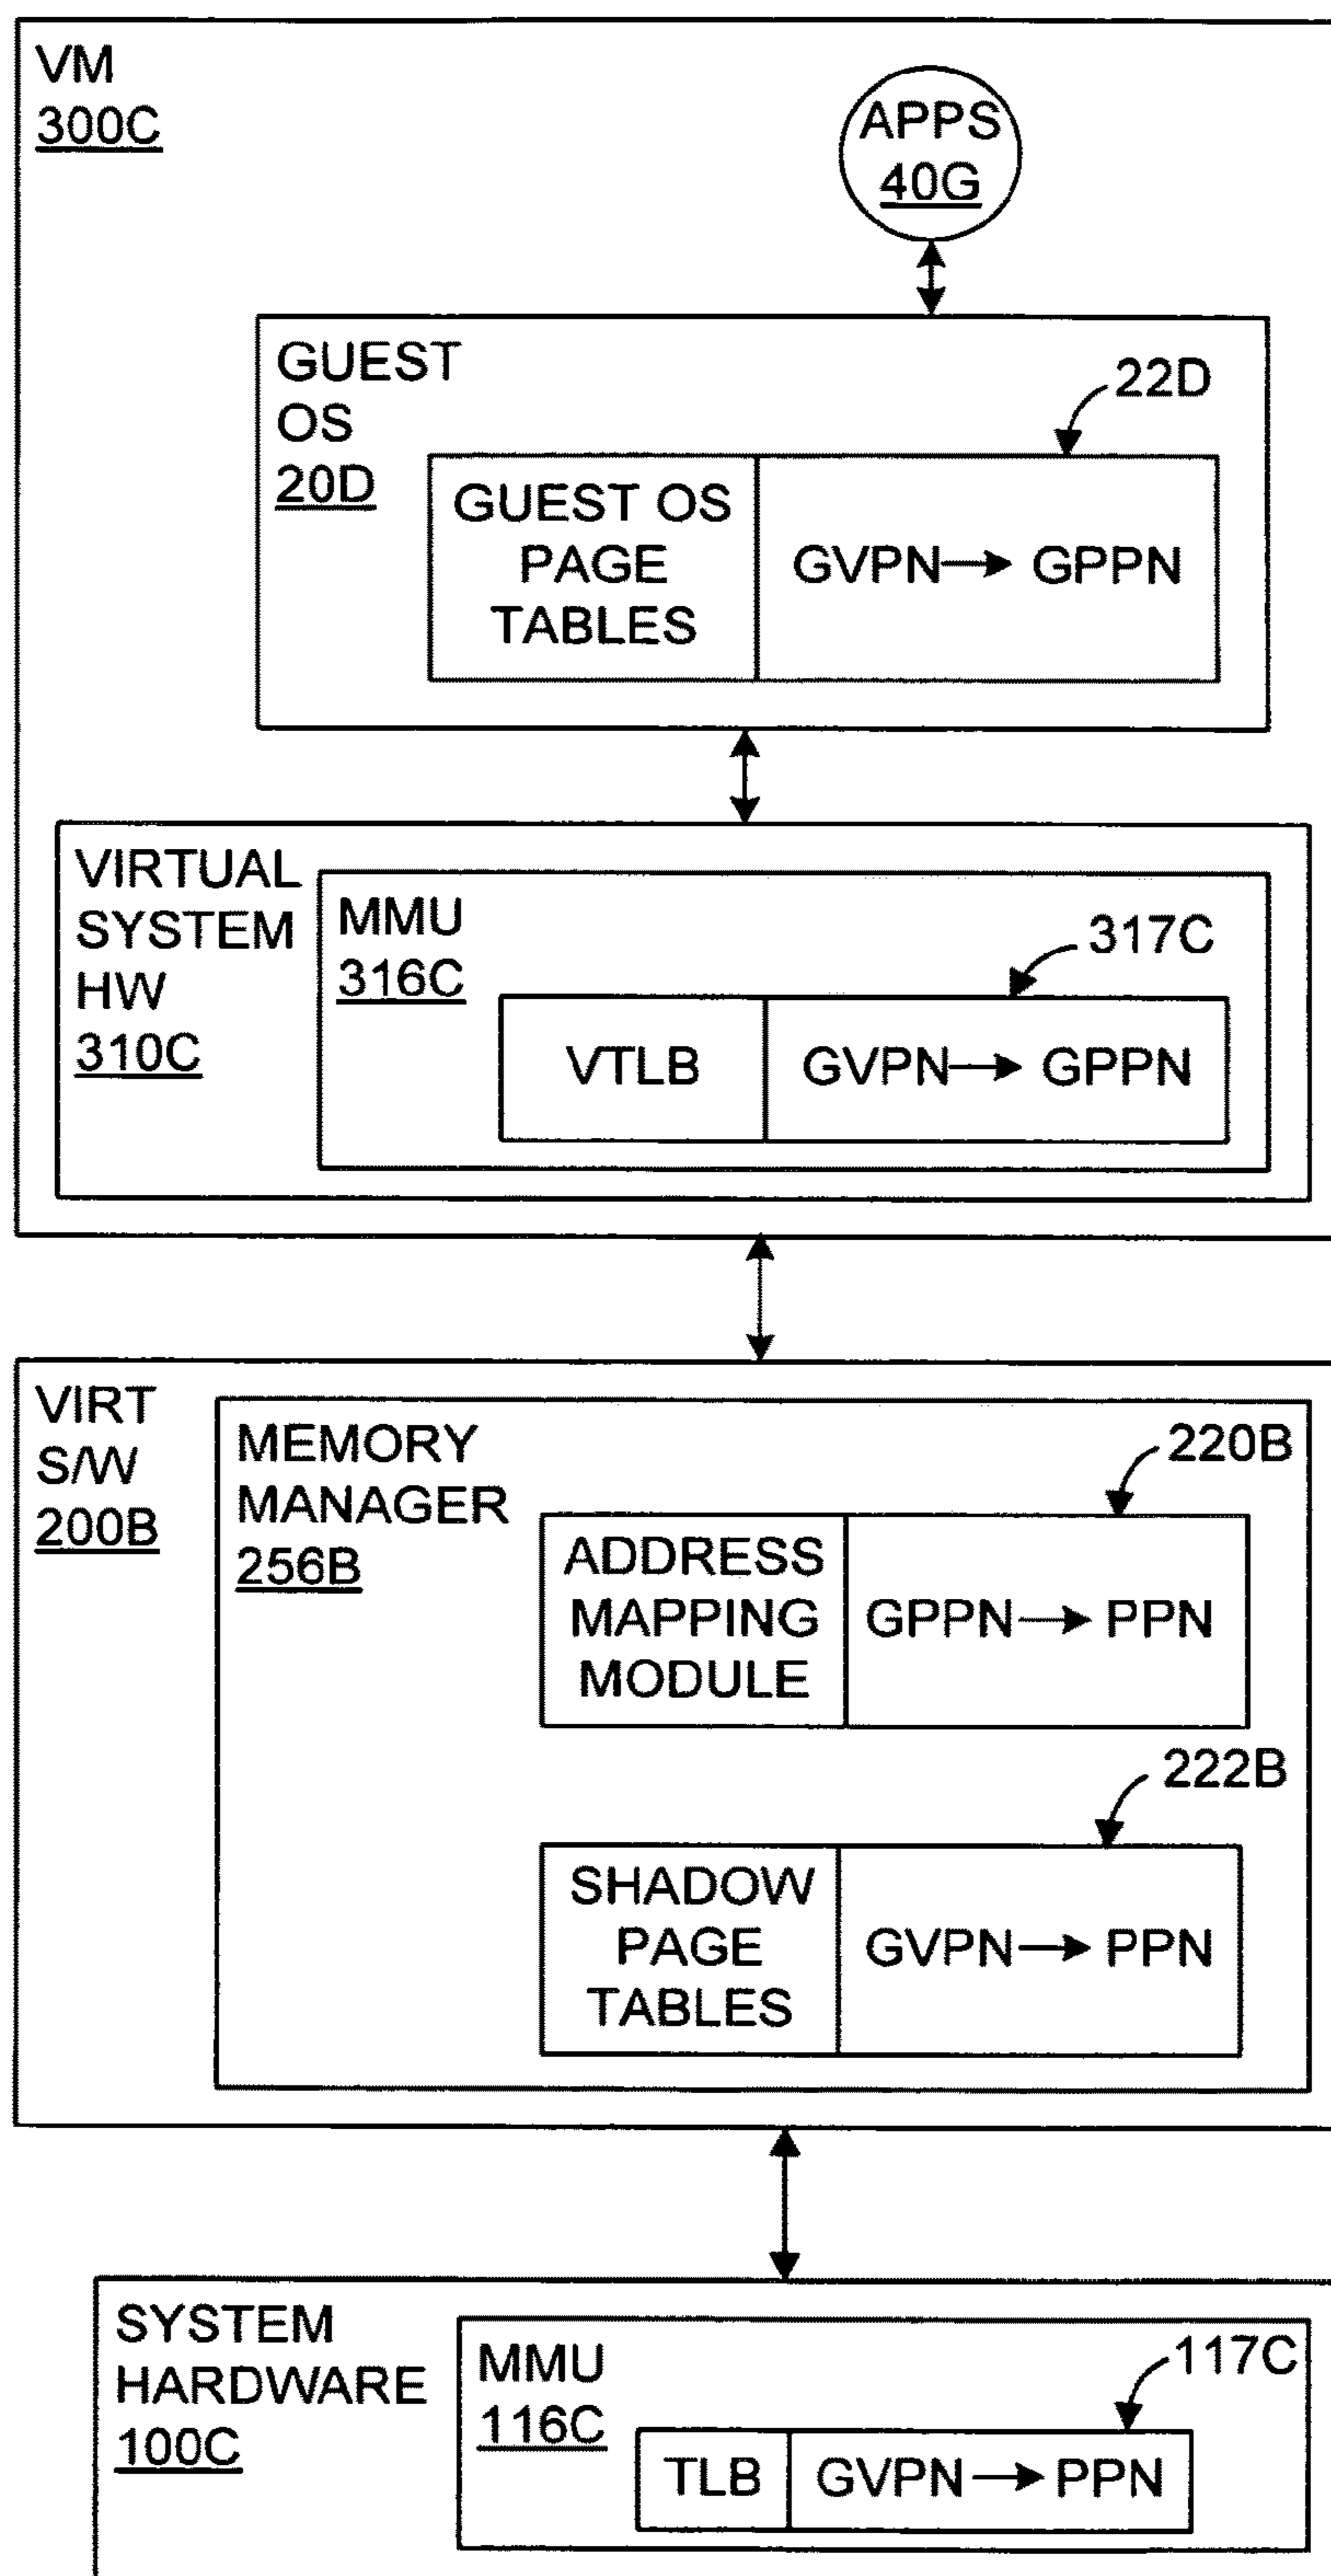 VM
300C
APPS
40G
GUEST
OS
20D
22D
GUEST OS
PAGE
TABLES
GVPN→ GPPN
VIRTUAL
SYSTEM
HW
310C
MMU
316C
317C
VTLB
GVPN→ GPPN
VIRT
S/W
200B
MEMORY
MANAGER
256B
220B
ADDRESS
MAPPING
MODULE
GPPN→ PPN
222B
SHADOW
PAGE
TABLES
GVPN→ PPN
SYSTEM
HARDWARE
100C
MMU
116C
117C
TLB
GVPN→ PPN